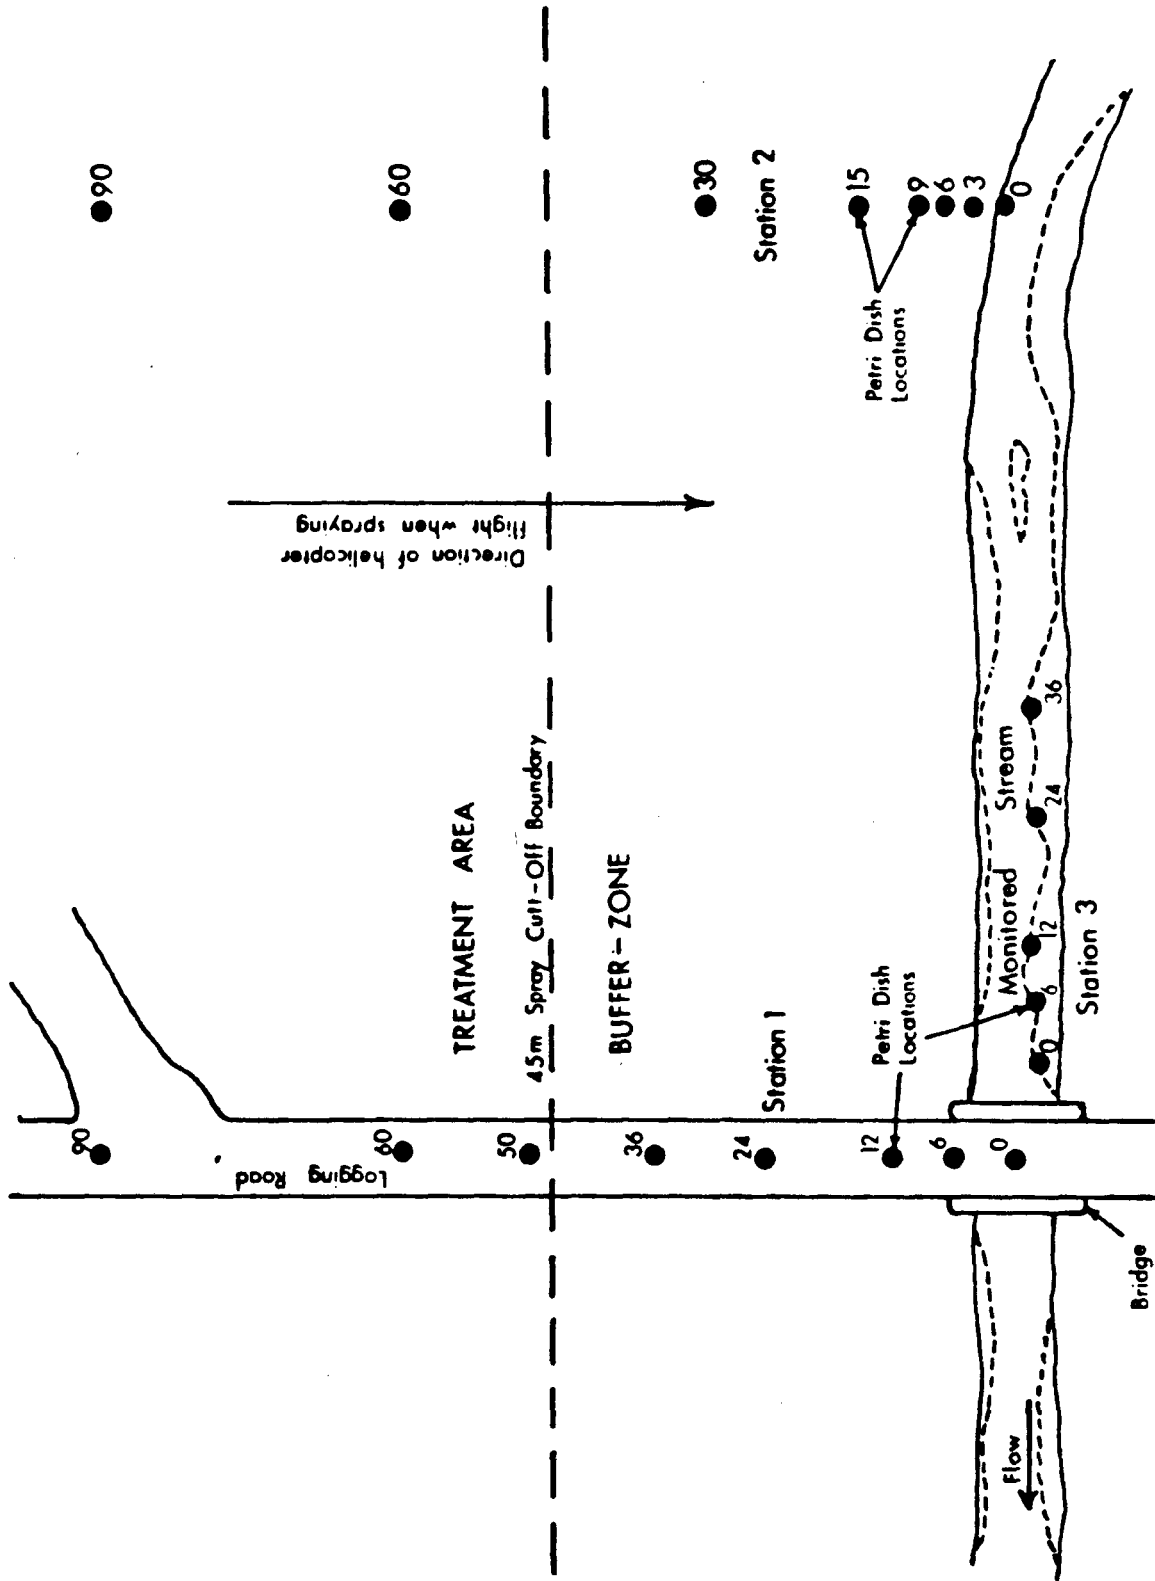 90
60
30
Station 2
15
9
6
3
0
Petri Dish
Locations
Direction of helicopter
flight when spraying
TREATMENT AREA
45m Spray Cutt-Off Boundary
BUFFER-ZONE
Logging Road
90
60
50
36
24
12
6
0
Station 1
Petri Dish
Locations
Monitored Stream
0
6
12
24
36
Station 3
Flow
Bridge